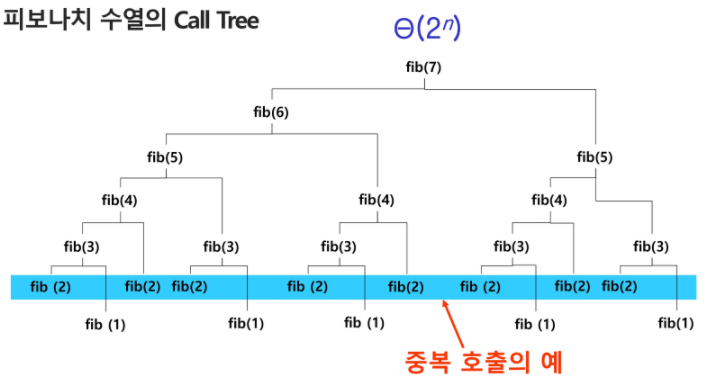 피보나치 수열의 Call Tree
Θ(2ⁿ)
fib(7)
fib(6)
fib(5) fib(5)
fib(4) fib(4) fib(4)
fib(3) fib(3) fib(3) fib(3) fib(3)
fib (2) fib(2) fib(2) fib (2) fib(2) fib (2) fib(2) fib(2)
fib (1) fib(1) fib (1) fib (1) fib(1)
중복 호출의 예